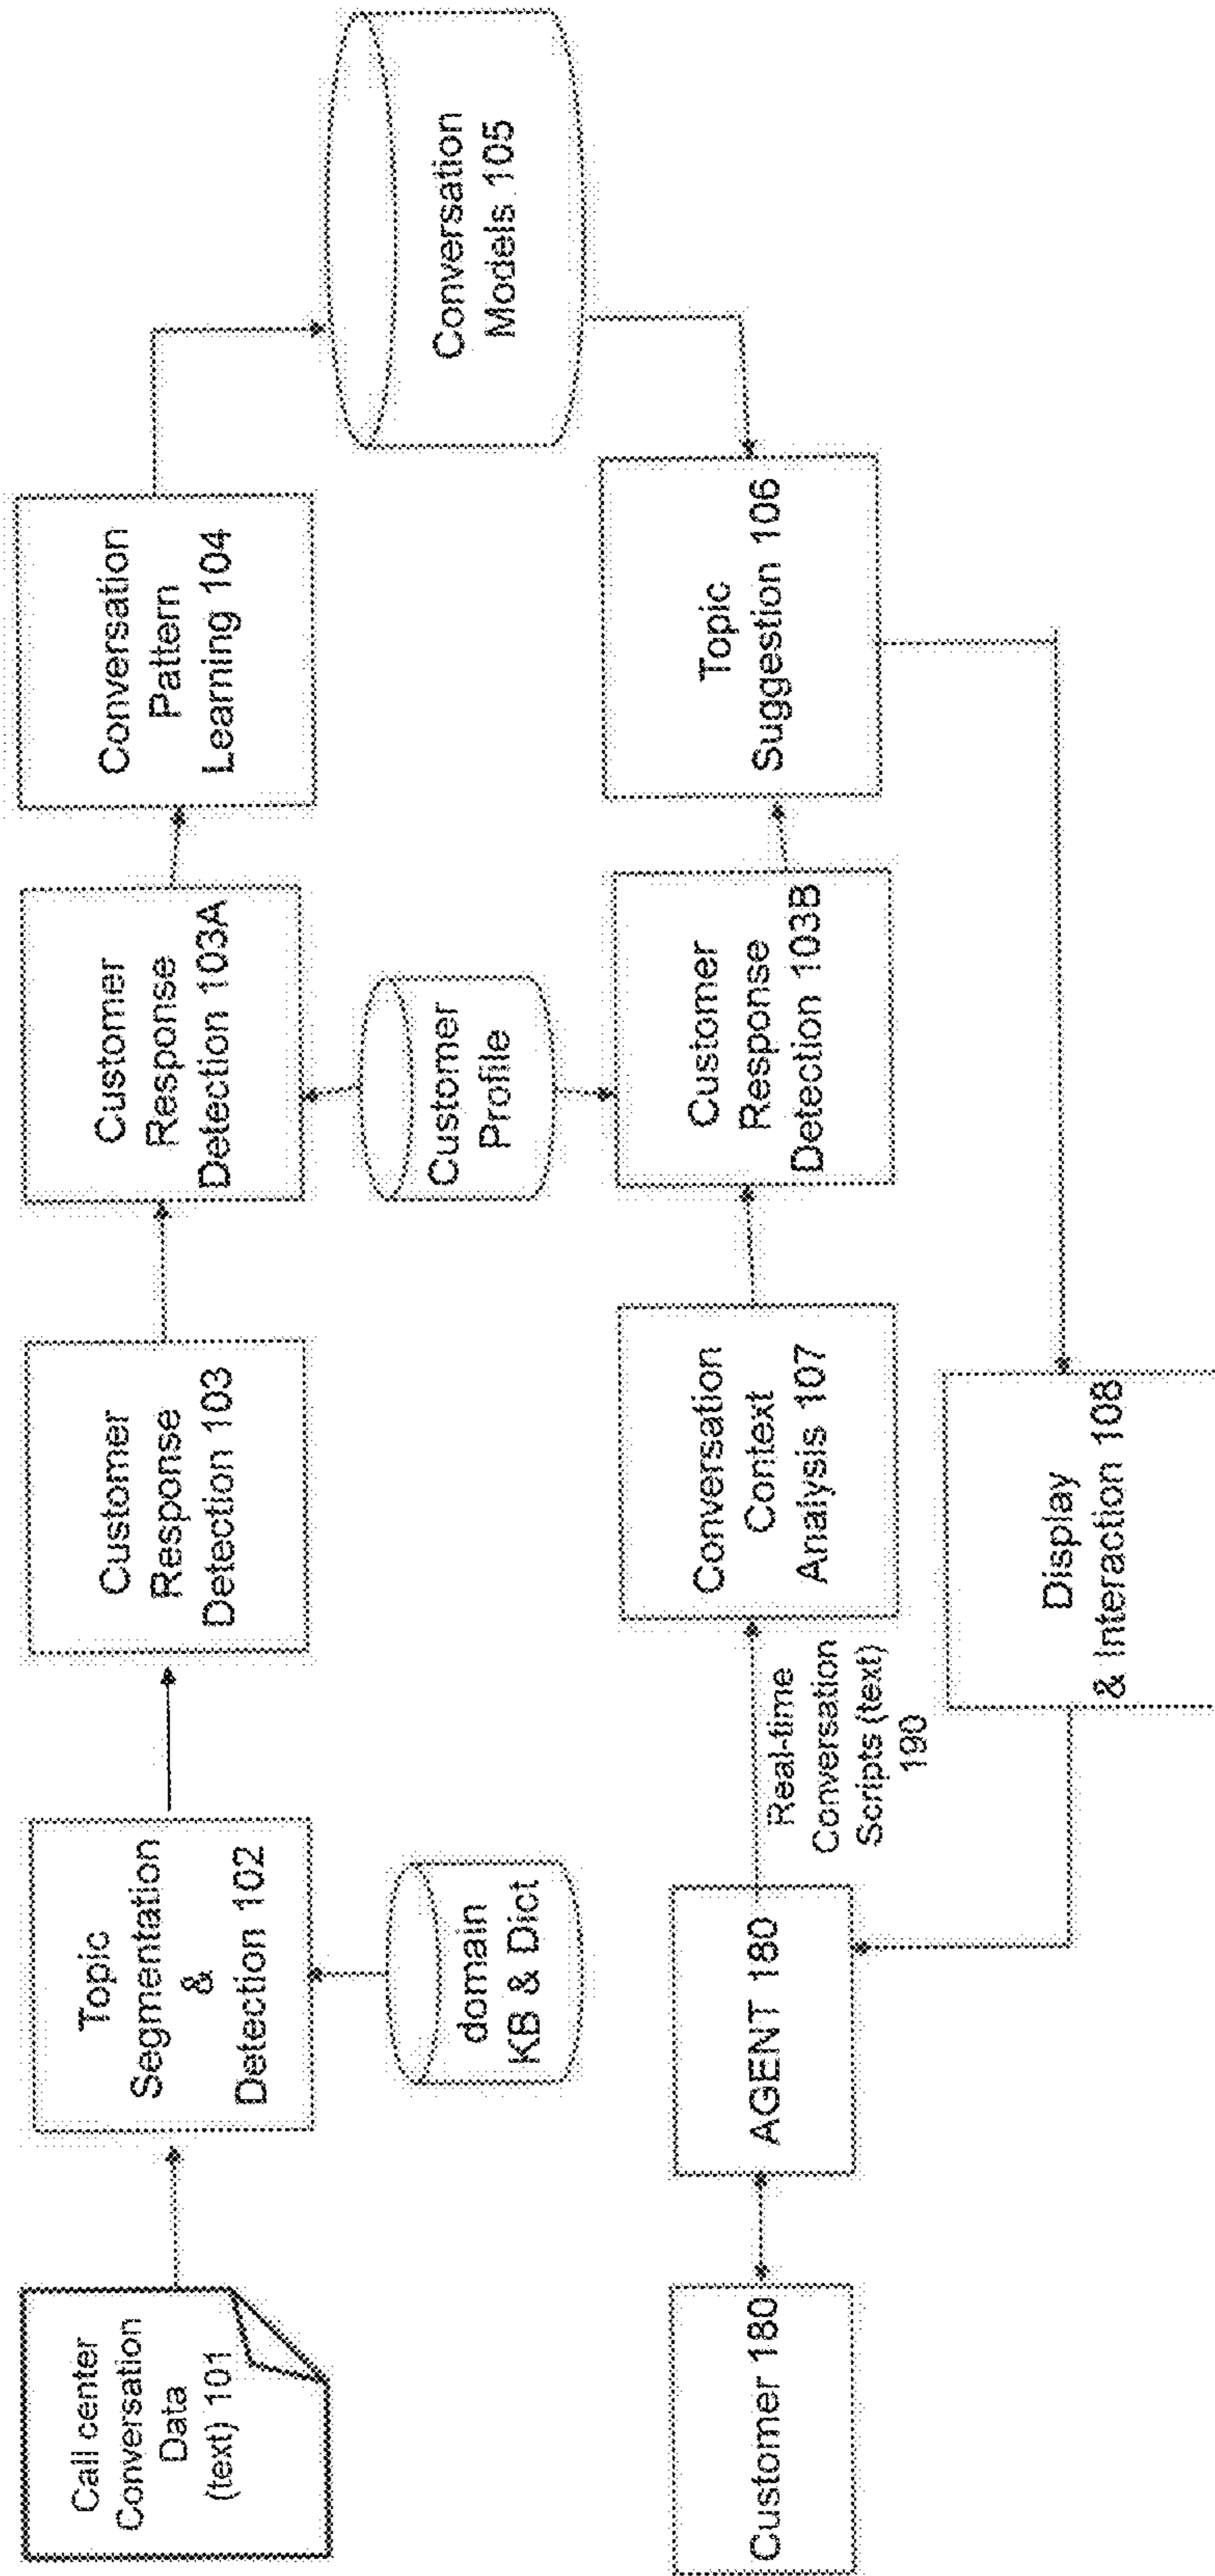 Call center
Conversation
Data
(text) 101
Topic
Segmentation
&
Detection 102
domain
KB & Dict
Customer
Response
Detection 103
Customer
Response
Detection 103A
Conversation
Pattern
Learning 104
Customer
Profile
Conversation
Models 105
Customer 180
AGENT 180
Real-time
Conversation
Scripts (text)
190
Conversation
Context
Analysis 107
Customer
Response
Detection 103B
Topic
Suggestion 106
Display
& Interaction 108